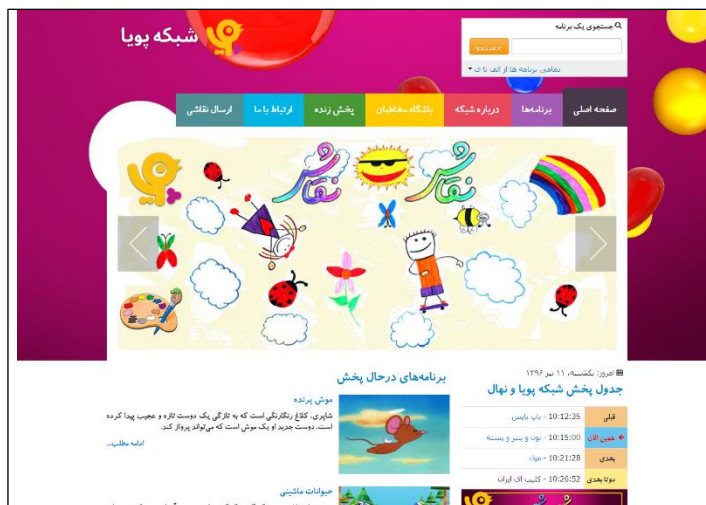 شبکه پویا
جستجوی یک برنامه
جستجو
تمامی برنامه ها از الف تا ی
صفحه اصلی
برنامه‌ها
درباره شبکه
باشگاه مخاطبان
پخش زنده
ارتباط با ما
ارسال نقاشی
نقاشی
نقاشی
امروز: یکشنبه، ۱۱ تیر ۱۳۹۶
جدول پخش شبکه پویا و نهال
قبلی
10:12:35 - باب باینس
همین الان
10:15:00 - نون و پنیر و پسته
بعدی
10:21:28 - مول
دوتا بعدی
10:26:52 - کلیپ ای ایران
برنامه‌های درحال پخش
موش پرنده
شاپری، کلاغ رنگارنگی است که به تازگی یک دوست تازه و عجیب پیدا کرده
است. دوست جدید او یک موش است که می‌تواند پرواز کند.
ادامه مطلب...
حیوانات ماشینی